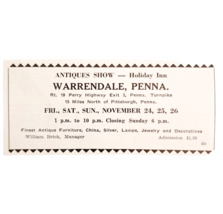 ANTIQUES SHOW — Holiday Inn
WARRENDALE, PENNA.
Rt. 19 Perry Highway Exit 3, Penna. Turnpike
15 Miles North of Pittsburgh, Penna.
FRI., SAT., SUN., NOVEMBER 24, 25, 26
1 p.m. to 10 p.m. Closing Sunday 6 p.m.
Finest Antique Furniture, China, Silver, Lamps, Jewelry and Decoratives
William Brick, Manager Admission